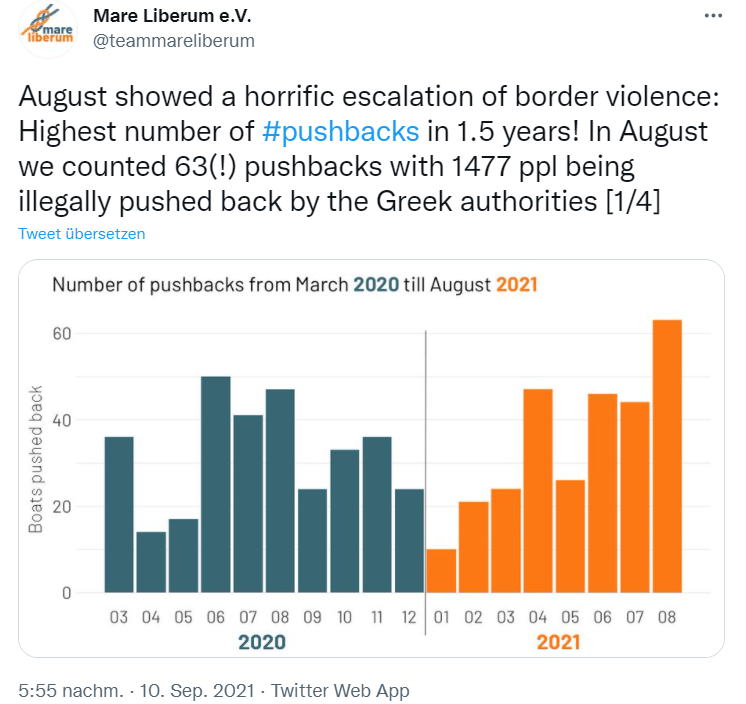 mare
liberum
Mare Liberum e.V.
@teammareliberum
August showed a horrific escalation of border violence:
Highest number of #pushbacks in 1.5 years! In August
we counted 63(!) pushbacks with 1477 ppl being
illegally pushed back by the Greek authorities [1/4]
Tweet übersetzen
Number of pushbacks from March 2020 till August 2021
Boats pushed back
60
40
20
0
03 04 05 06 07 08 09 10 11 12 01 02 03 04 05 06 07 08
2020 2021
5:55 nachm. · 10. Sep. 2021 · Twitter Web App